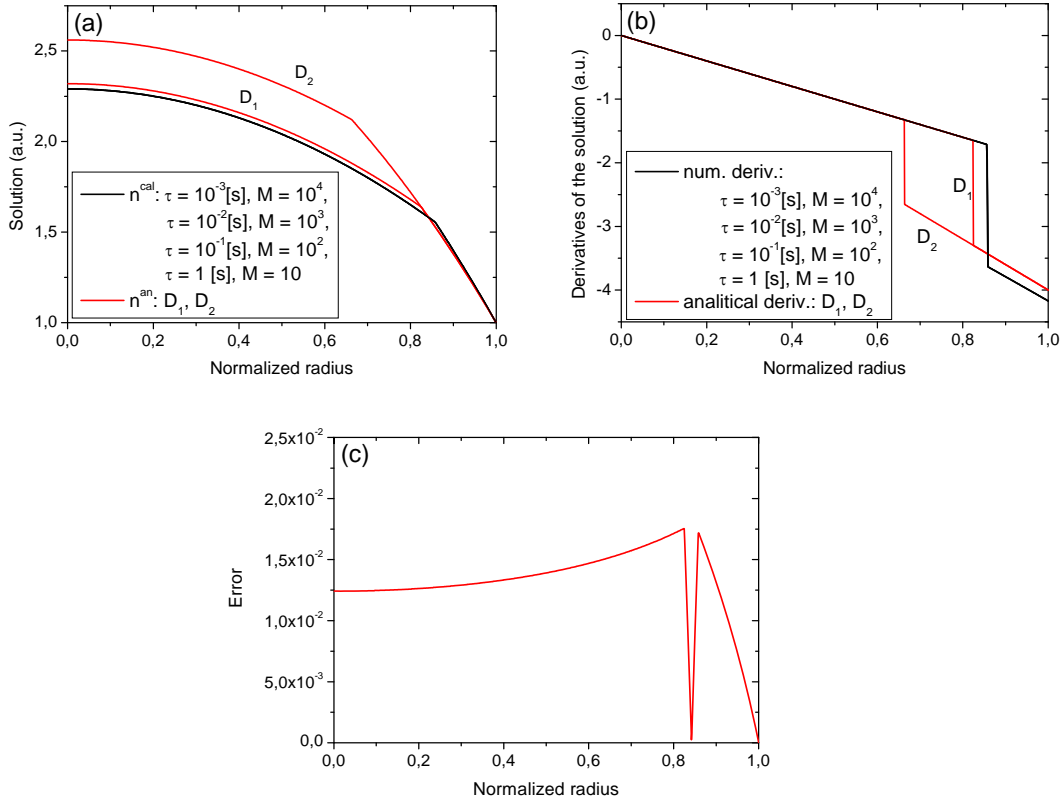 (a)
2,5
2,0
1,5
1,0
Solution (a.u.)
D2
D1
n^cal: τ = 10^-3[s], M = 10^4,
τ = 10^-2[s], M = 10^3,
τ = 10^-1[s], M = 10^2,
τ = 1 [s], M = 10
n^an: D1, D2
0,0 0,2 0,4 0,6 0,8 1,0
Normalized radius
(b)
0
-1
-2
-3
-4
Derivatives of the solution (a.u.)
num. deriv.:
τ = 10^-3[s], M = 10^4,
τ = 10^-2[s], M = 10^3,
τ = 10^-1[s], M = 10^2,
τ = 1 [s], M = 10
analitical deriv.: D1, D2
D1
D2
0,0 0,2 0,4 0,6 0,8 1,0
Normalized radius
(c)
2,5x10^-2
2,0x10^-2
1,5x10^-2
1,0x10^-2
5,0x10^-3
0,0
Error
0,0 0,2 0,4 0,6 0,8 1,0
Normalized radius